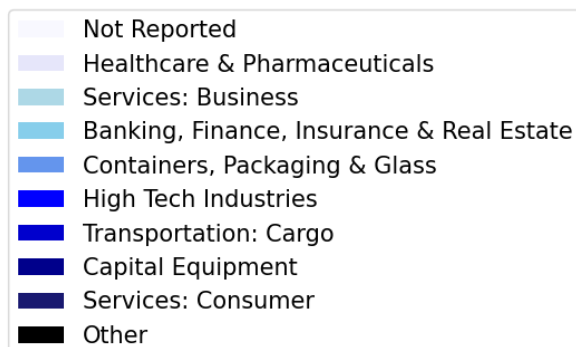 Not Reported
Healthcare & Pharmaceuticals
Services: Business
Banking, Finance, Insurance & Real Estate
Containers, Packaging & Glass
High Tech Industries
Transportation: Cargo
Capital Equipment
Services: Consumer
Other